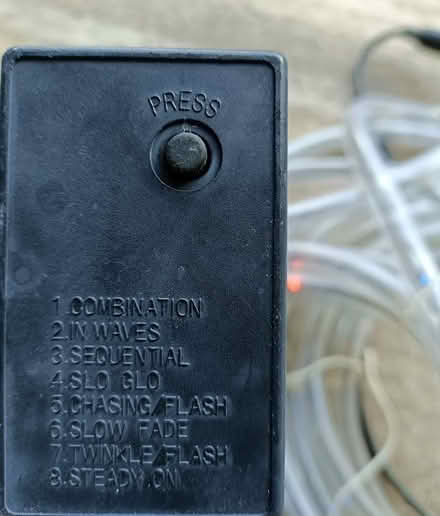 PRESS
1.COMBINATION
2.IN WAVES
3.SEQUENTIAL
4.SLO GLO
5.CHASING/FLASH
6.SLOW FADE
7.TWINKLE/FLASH
8.STEADY ON